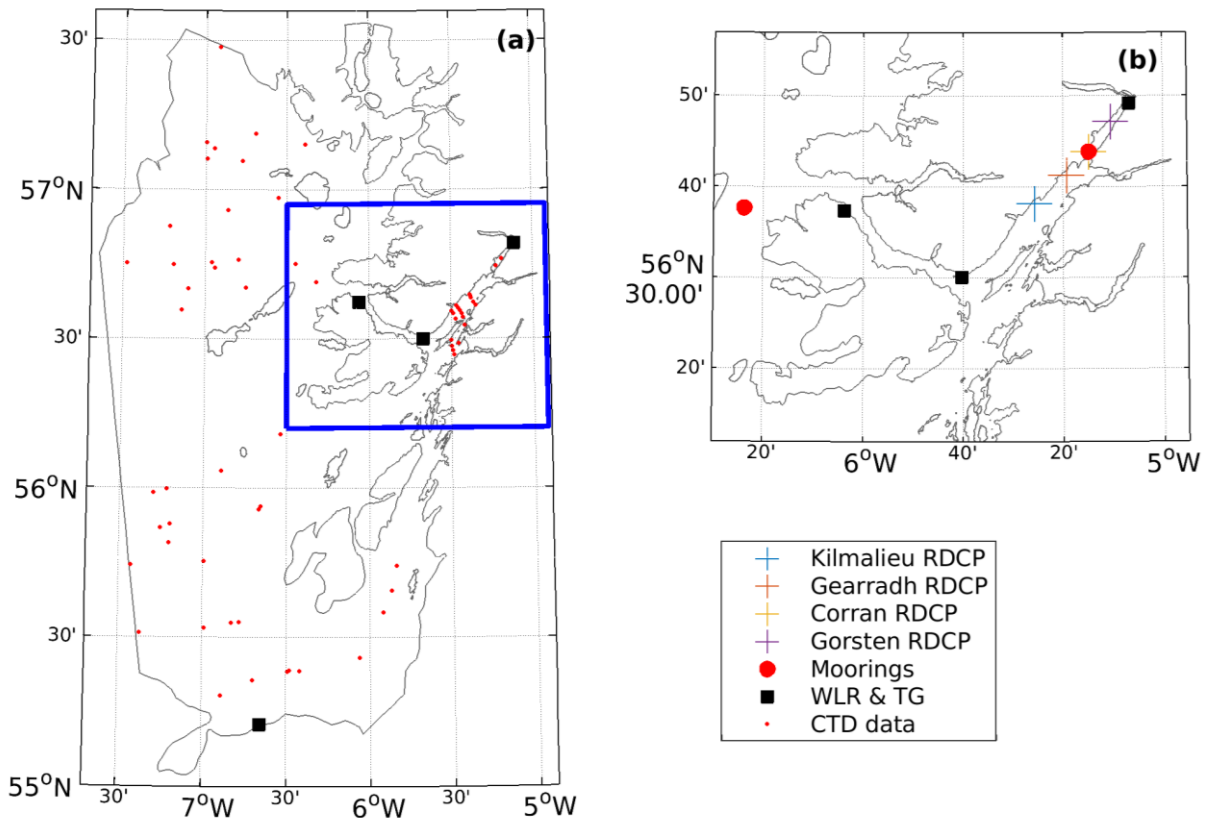 (a)
30'
57°N
30'
56°N
30'
55°N
30'
7°W
30'
6°W
30'
5°W
(b)
50'
40'
56°N
30.00'
20'
20'
6°W
40'
20'
5°W
Kilmalieu RDCP
Gearradh RDCP
Corran RDCP
Gorsten RDCP
Moorings
WLR & TG
CTD data